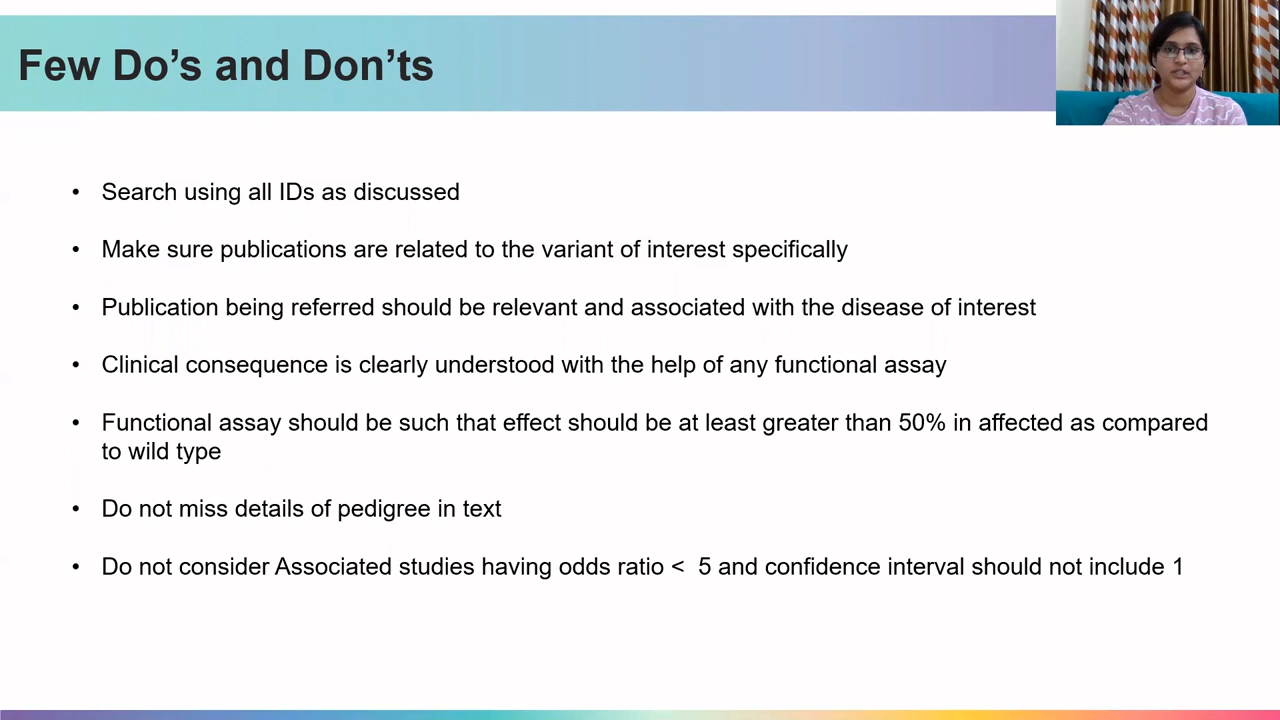 Few Do’s and Don’ts
• Search using all IDs as discussed
• Make sure publications are related to the variant of interest specifically
• Publication being referred should be relevant and associated with the disease of interest
• Clinical consequence is clearly understood with the help of any functional assay
• Functional assay should be such that effect should be at least greater than 50% in affected as compared
to wild type
• Do not miss details of pedigree in text
• Do not consider Associated studies having odds ratio <  5 and confidence interval should not include 1